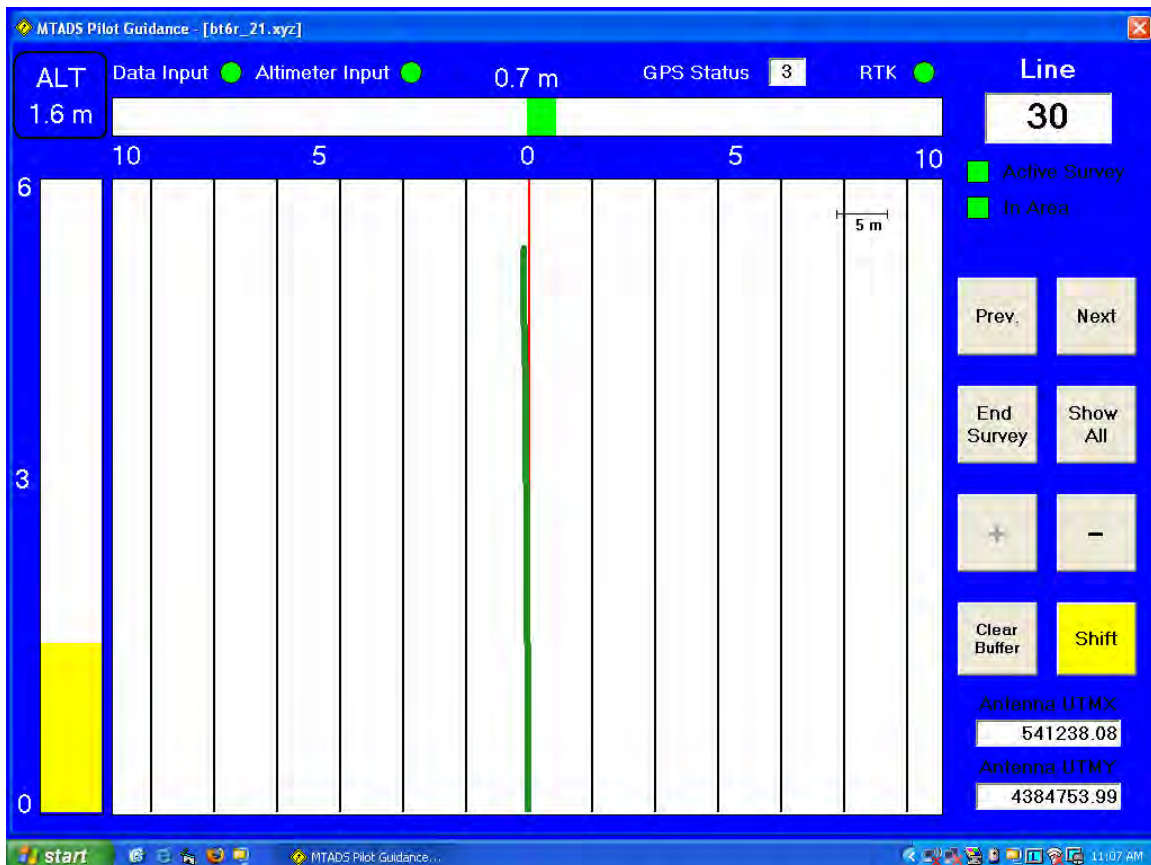 MTADS Pilot Guidance - [bt6r_21.xyz]
ALT
1.6 m
Data Input
Altimeter Input
0.7 m
GPS Status 3
RTK
Line
30
10 5 0 5 10
Active Survey
In Area
6
3
0
5 m
Prev.
Next
End Survey
Show All
+
-
Clear Buffer
Shift
Antenna UTMX
541238.08
Antenna UTMY
4384753.99
start
MTADS Pilot Guidance...
11:07 AM